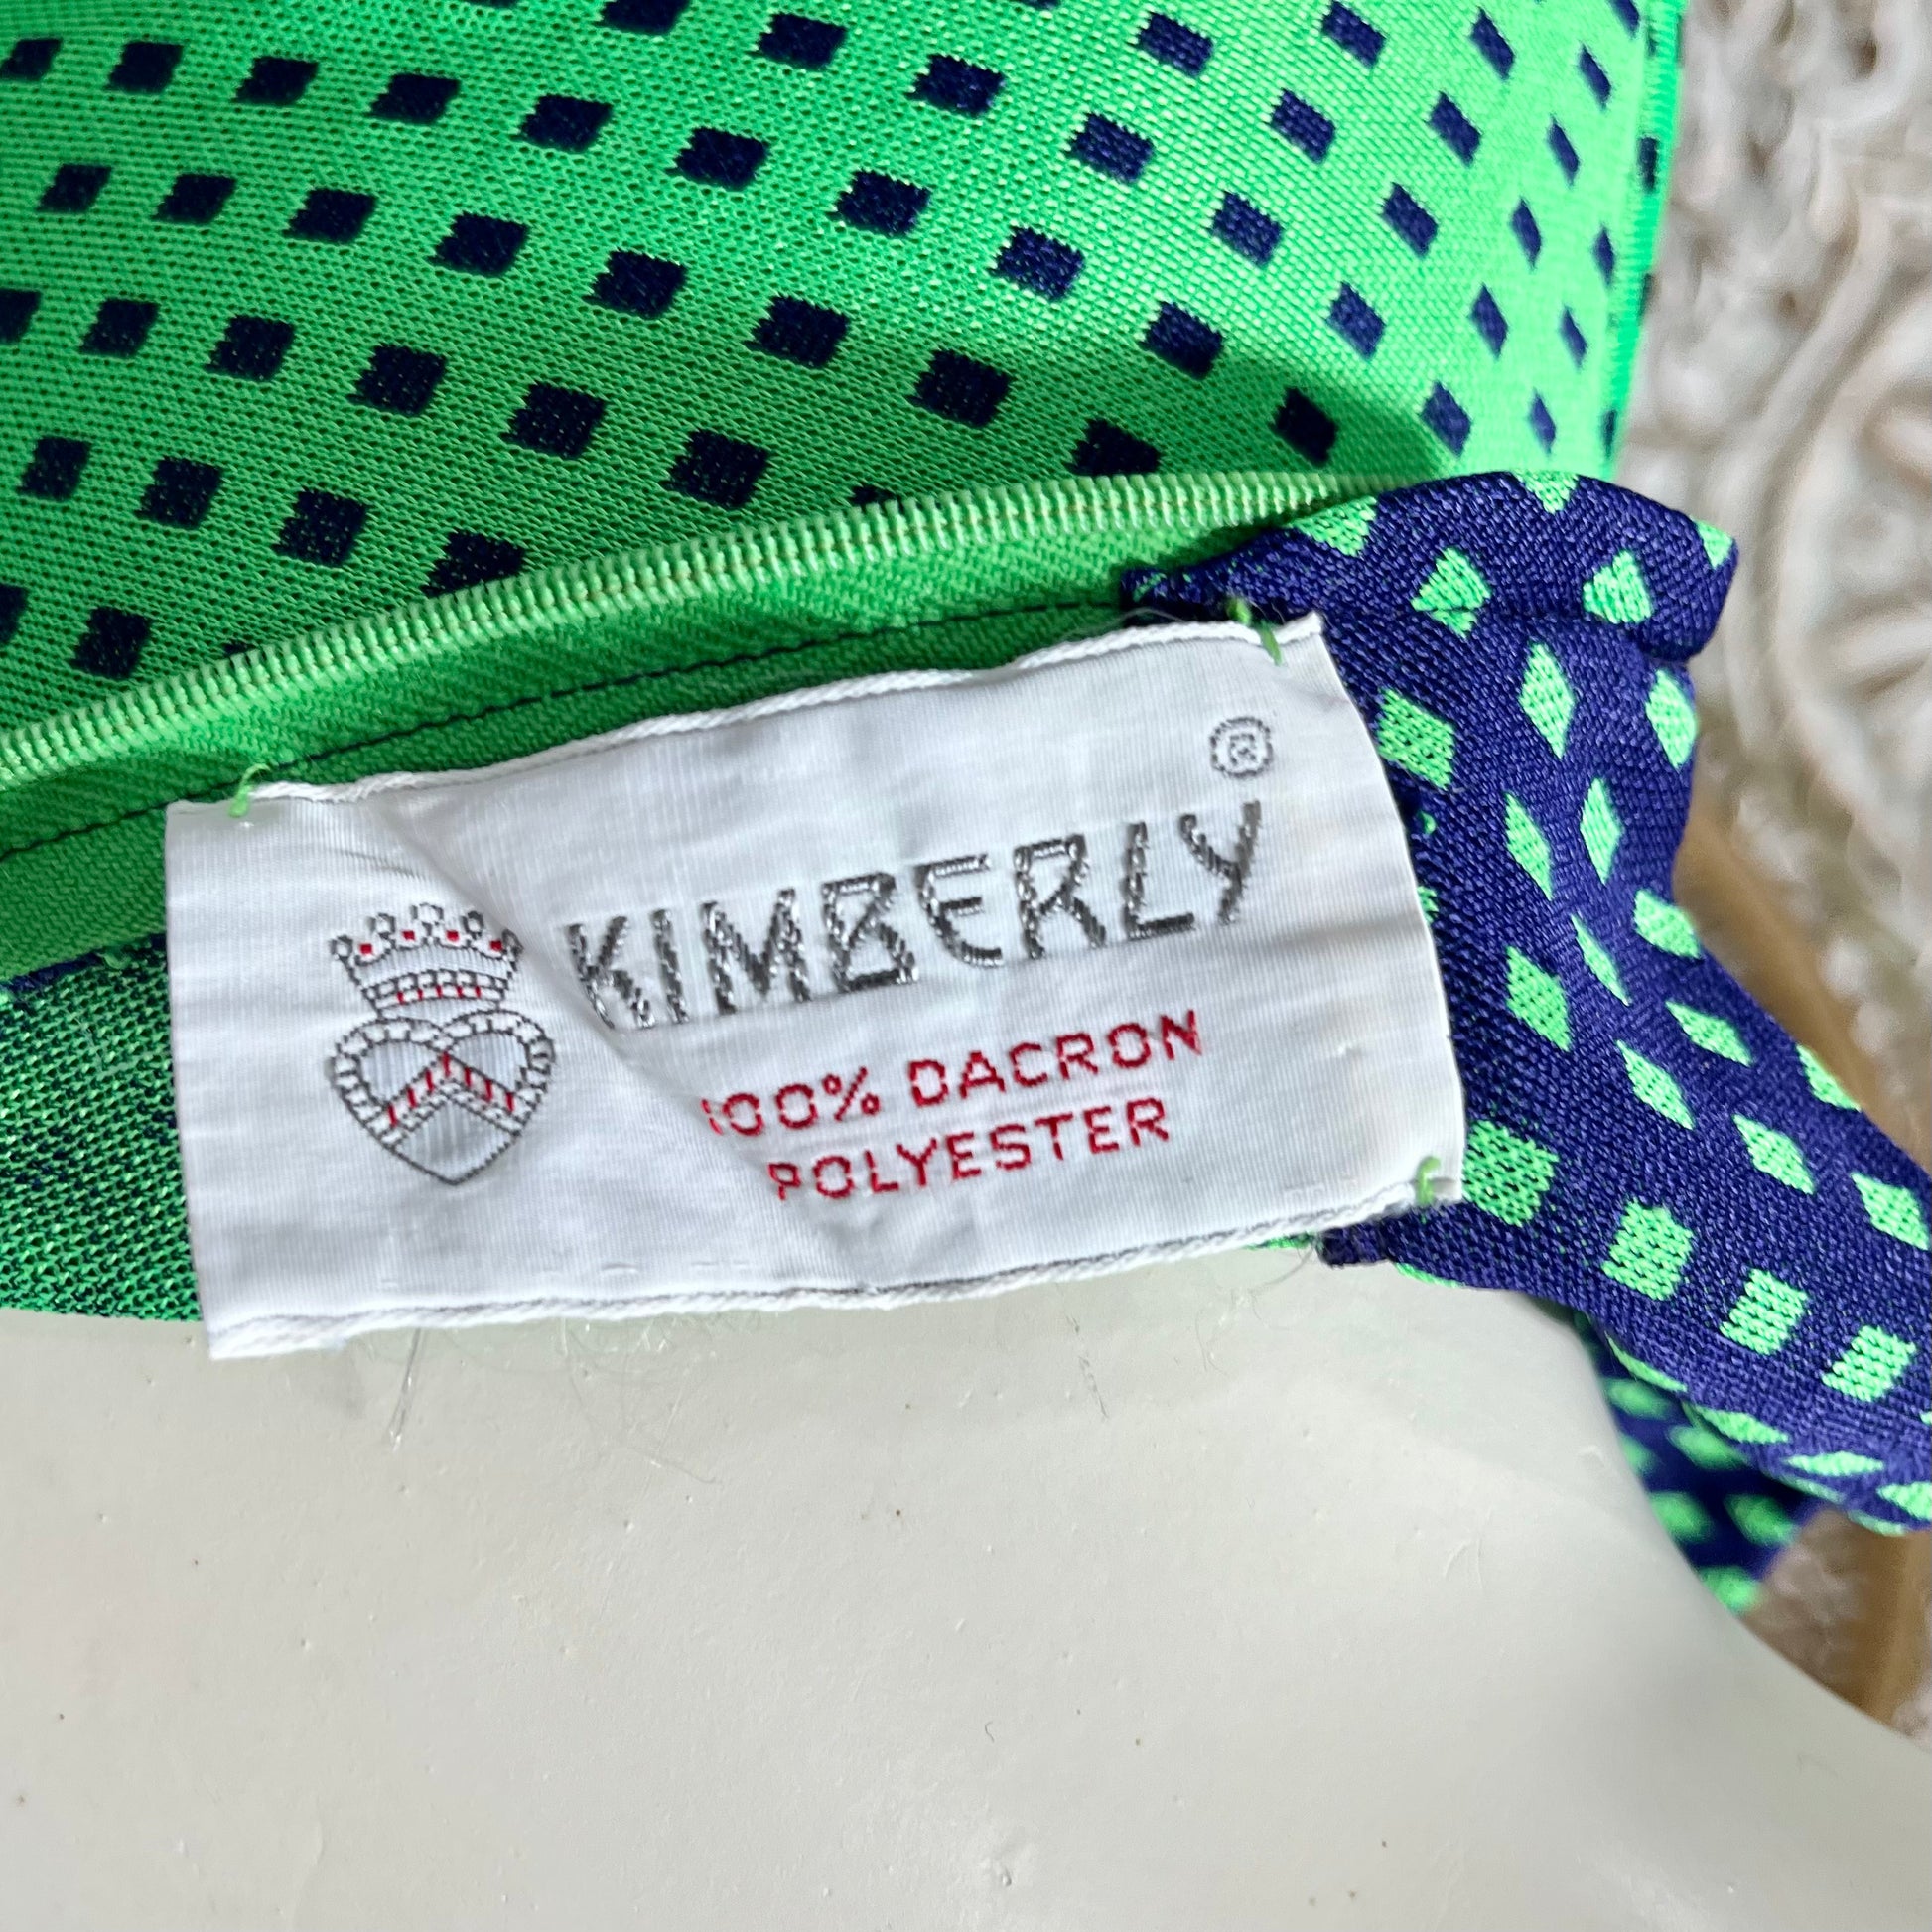 KIMBERLY®
100% DACRON
POLYESTER